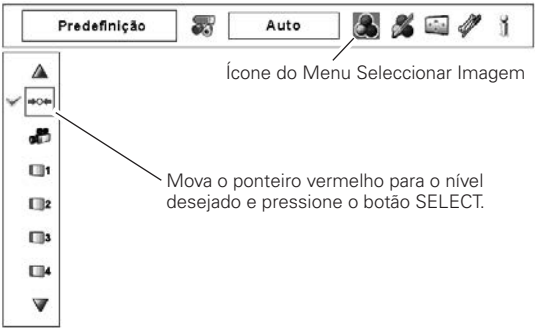 Predefinição
Auto
Ícone do Menu Seleccionar Imagem
Mova o ponteiro vermelho para o nível
desejado e pressione o botão SELECT.
1
2
3
4